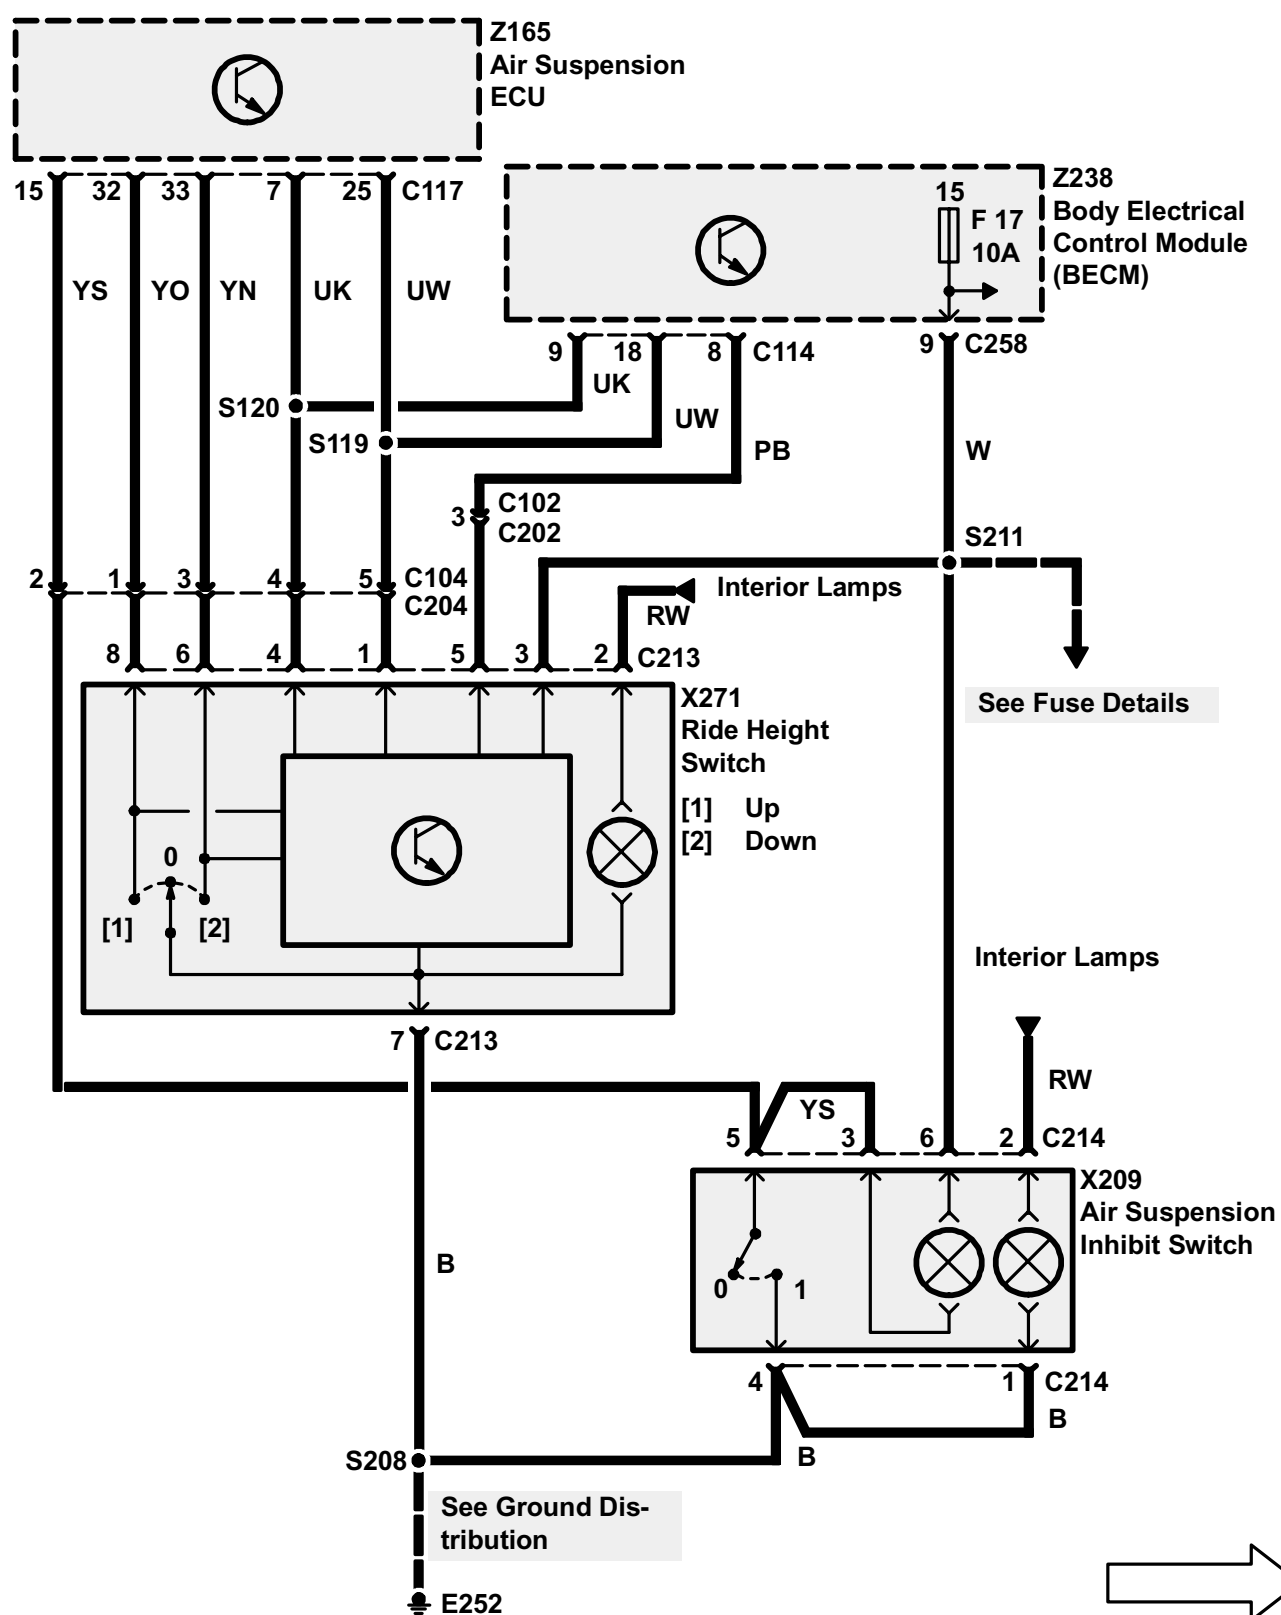 Z165
Air Suspension
ECU
15 32 33 7 25 C117
Z238
Body Electrical
Control Module
(BECM)
15
F 17
10A
YS YO YN UK UW
9 18 8 C114
9 C258
UK
S120
UW
S119
PB
W
3
C102
C202
S211
2 1 3 4 5 C104
C204
Interior Lamps
RW
8 6 4 1 5 3 2 C213
X271
Ride Height
Switch
[1] Up
[2] Down
See Fuse Details
0
[1] [2]
Interior Lamps
7 C213
RW
YS
5 3 6 2 C214
X209
Air Suspension
Inhibit Switch
B
0 1
4 1 C214
B
B
S208
See Ground Dis-
tribution
E252